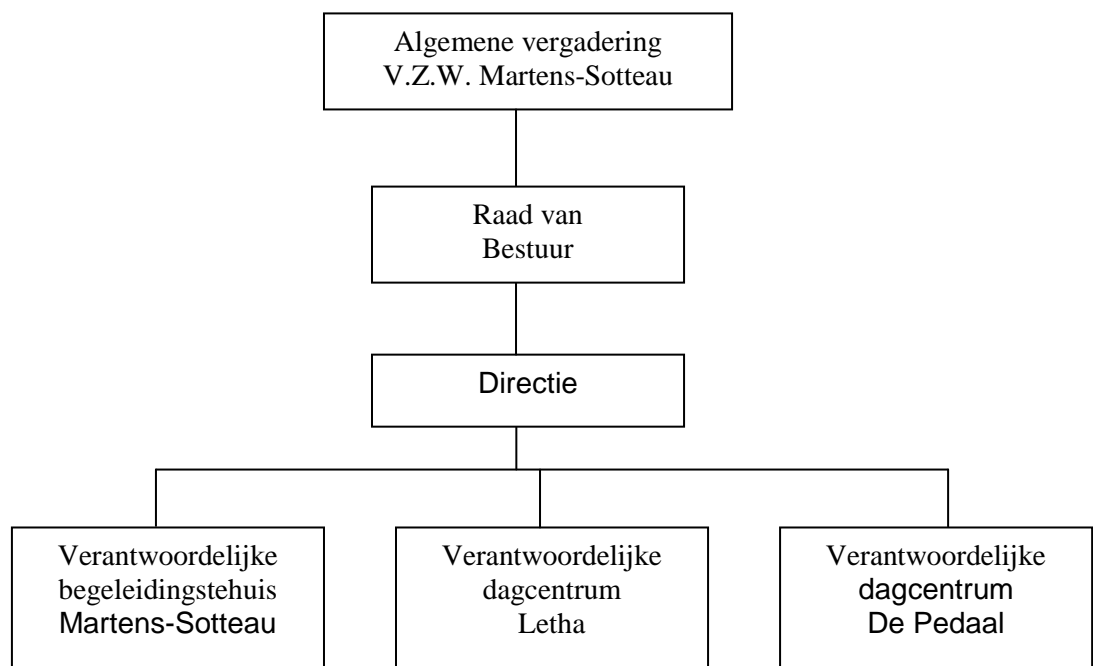 Algemene vergadering
V.Z.W. Martens-Sotteau
Raad van
Bestuur
Directie
Verantwoordelijke
begeleidingstehuis
Martens-Sotteau
Verantwoordelijke
dagcentrum
Letha
Verantwoordelijke
dagcentrum
De Pedaal